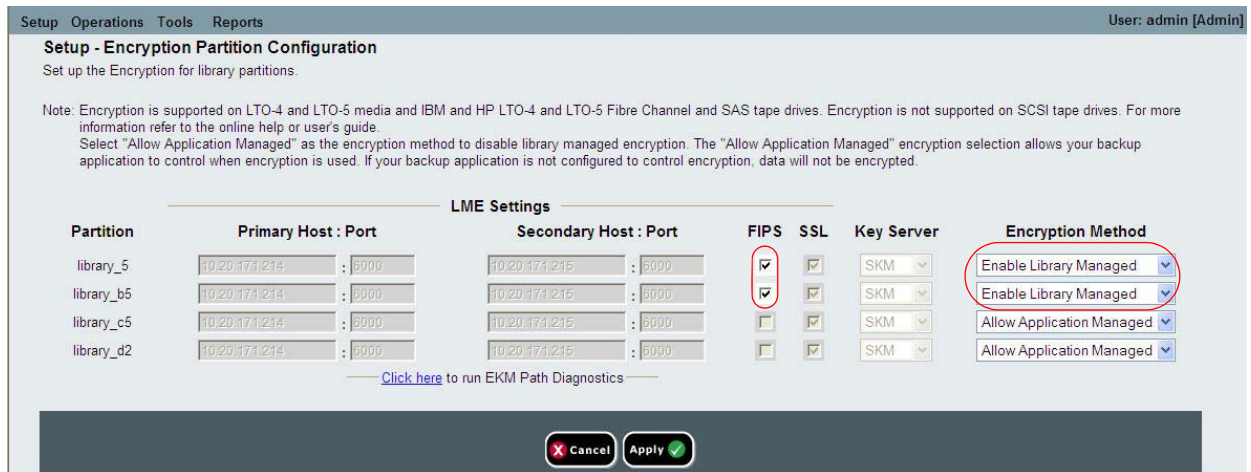 Setup Operations Tools Reports User: admin [Admin]
Setup - Encryption Partition Configuration
Set up the Encryption for library partitions.
Note: Encryption is supported on LTO-4 and LTO-5 media and IBM and HP LTO-4 and LTO-5 Fibre Channel and SAS tape drives. Encryption is not supported on SCSI tape drives. For more
information refer to the online help or user's guide.
Select "Allow Application Managed" as the encryption method to disable library managed encryption. The "Allow Application Managed" encryption selection allows your backup
application to control when encryption is used. If your backup application is not configured to control encryption, data will not be encrypted.
LME Settings
Partition Primary Host : Port Secondary Host : Port FIPS SSL Key Server Encryption Method
library_5 10.20.171.214 : 6000 10.20.171.215 : 6000 SKM Enable Library Managed
library_b5 10.20.171.214 : 6000 10.20.171.215 : 6000 SKM Enable Library Managed
library_c5 10.20.171.214 : 6000 10.20.171.215 : 6000 SKM Allow Application Managed
library_d2 10.20.171.214 : 6000 10.20.171.215 : 6000 SKM Allow Application Managed
Click here to run EKM Path Diagnostics
Cancel Apply